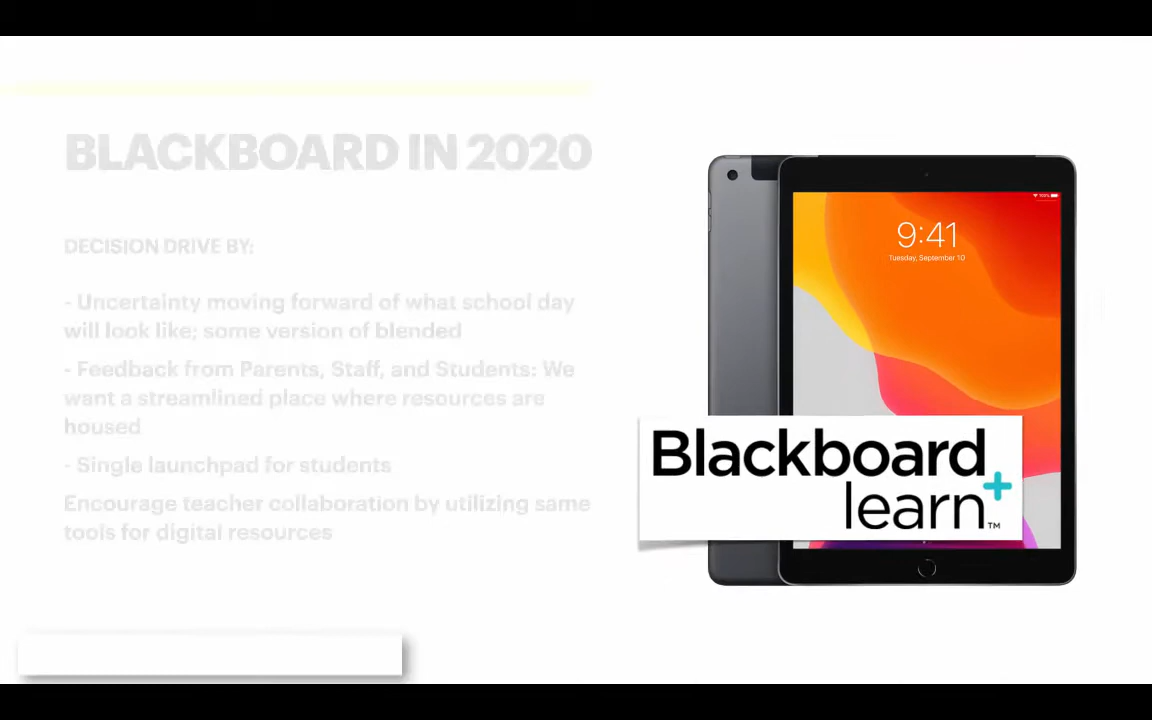 BLACKBOARD IN 2020
DECISION DRIVE BY:
- Uncertainty moving forward of what school day
will look like; some version of blended
- Feedback from Parents, Staff, and Students: We
want a streamlined place where resources are
housed
- Single launchpad for students
Encourage teacher collaboration by utilizing same
tools for digital resources
100%
9:41
Tuesday, September 10
Blackboard
learn+™